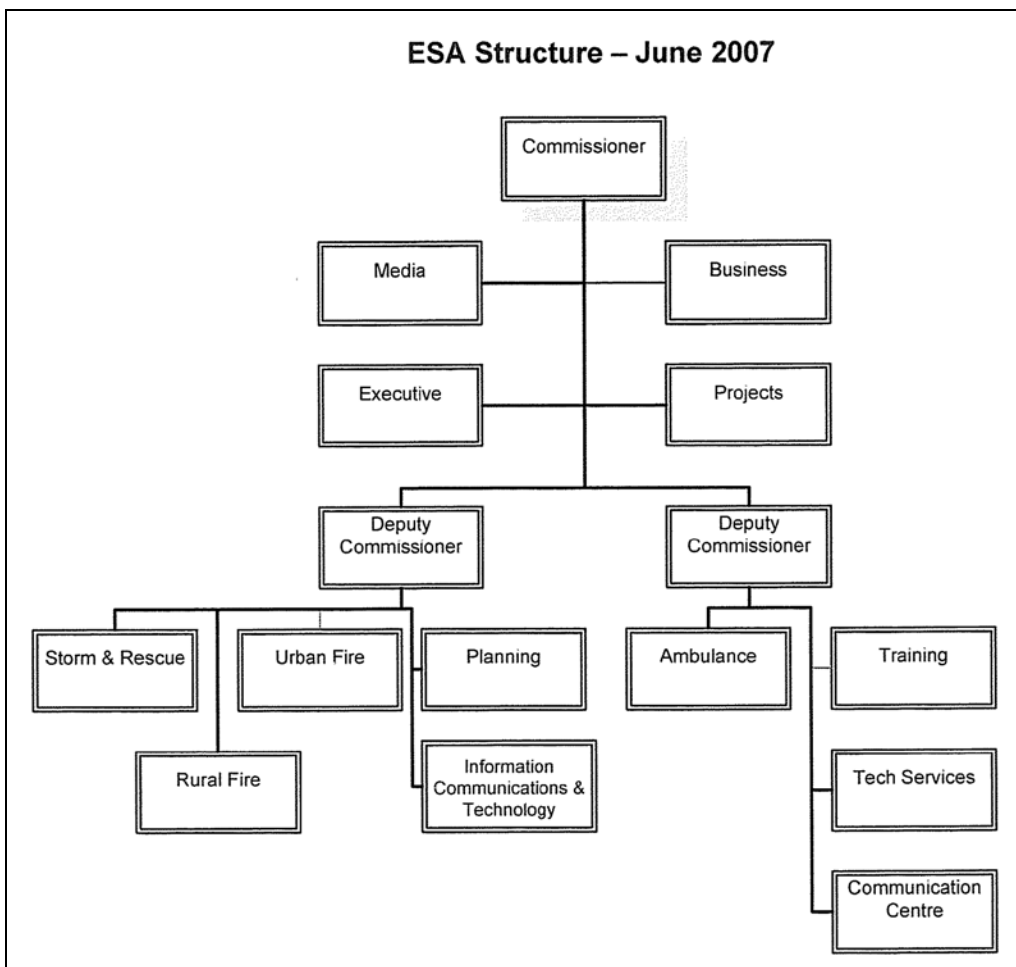 ESA Structure – June 2007
Commissioner
Media
Business
Executive
Projects
Deputy
Commissioner
Deputy
Commissioner
Storm & Rescue
Urban Fire
Planning
Ambulance
Training
Rural Fire
Information
Communications &
Technology
Tech Services
Communication
Centre